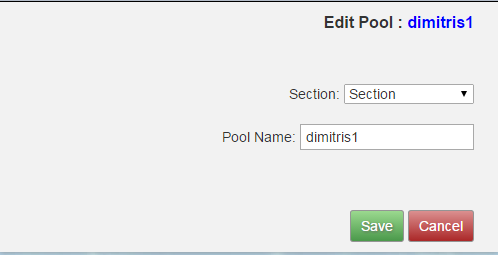 Edit Pool : dimitris1
Section: Section
Pool Name: dimitris1
Save Cancel